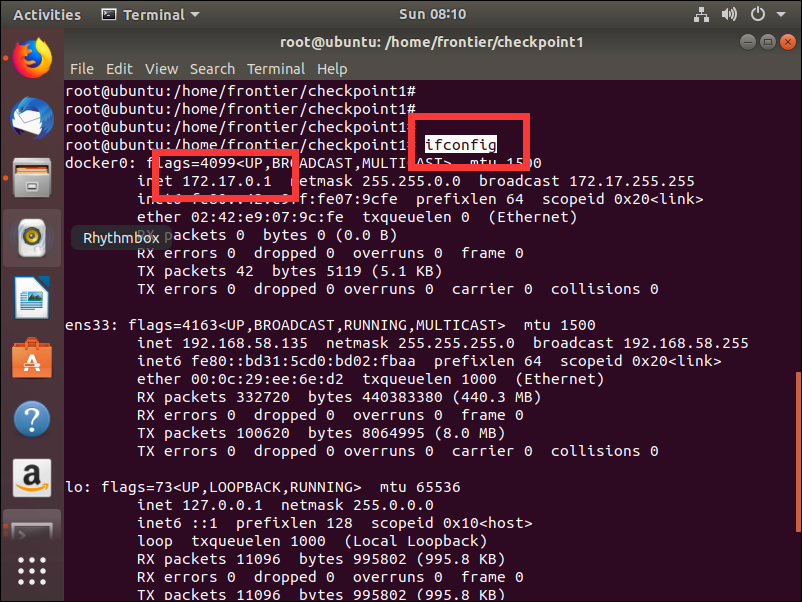 Activities Terminal Sun 08:10
root@ubuntu: /home/frontier/checkpoint1
File Edit View Search Terminal Help
root@ubuntu:/home/frontier/checkpoint1#
root@ubuntu:/home/frontier/checkpoint1#
root@ubuntu:/home/frontier/checkpoint1#
root@ubuntu:/home/frontier/checkpoint1# ifconfig
docker0: flags=4099<UP,BROADCAST,MULTICAST> mtu 1500
inet 172.17.0.1 netmask 255.255.0.0 broadcast 172.17.255.255
prefixlen 64 scopeid 0x20<link>
ether 02:42:e9:07:9c:fe txqueuelen 0 (Ethernet)
RX packets 0 bytes 0 (0.0 B)
Rhythmbox
RX errors 0 dropped 0 overruns 0 frame 0
TX packets 42 bytes 5119 (5.1 KB)
TX errors 0 dropped 0 overruns 0 carrier 0 collisions 0
ens33: flags=4163<UP,BROADCAST,RUNNING,MULTICAST> mtu 1500
inet 192.168.58.135 netmask 255.255.255.0 broadcast 192.168.58.255
inet6 fe80::bd31:5cd0:bd02:fbaa prefixlen 64 scopeid 0x20<link>
ether 00:0c:29:ee:6e:d2 txqueuelen 1000 (Ethernet)
RX packets 332720 bytes 440383380 (440.3 MB)
RX errors 0 dropped 0 overruns 0 frame 0
TX packets 100620 bytes 8064995 (8.0 MB)
TX errors 0 dropped 0 overruns 0 carrier 0 collisions 0
lo: flags=73<UP,LOOPBACK,RUNNING> mtu 65536
inet 127.0.0.1 netmask 255.0.0.0
inet6 ::1 prefixlen 128 scopeid 0x10<host>
loop txqueuelen 1000 (Local Loopback)
RX packets 11096 bytes 995802 (995.8 KB)
RX errors 0 dropped 0 overruns 0 frame 0
TX packets 11096 bytes 995802 (995.8 KB)